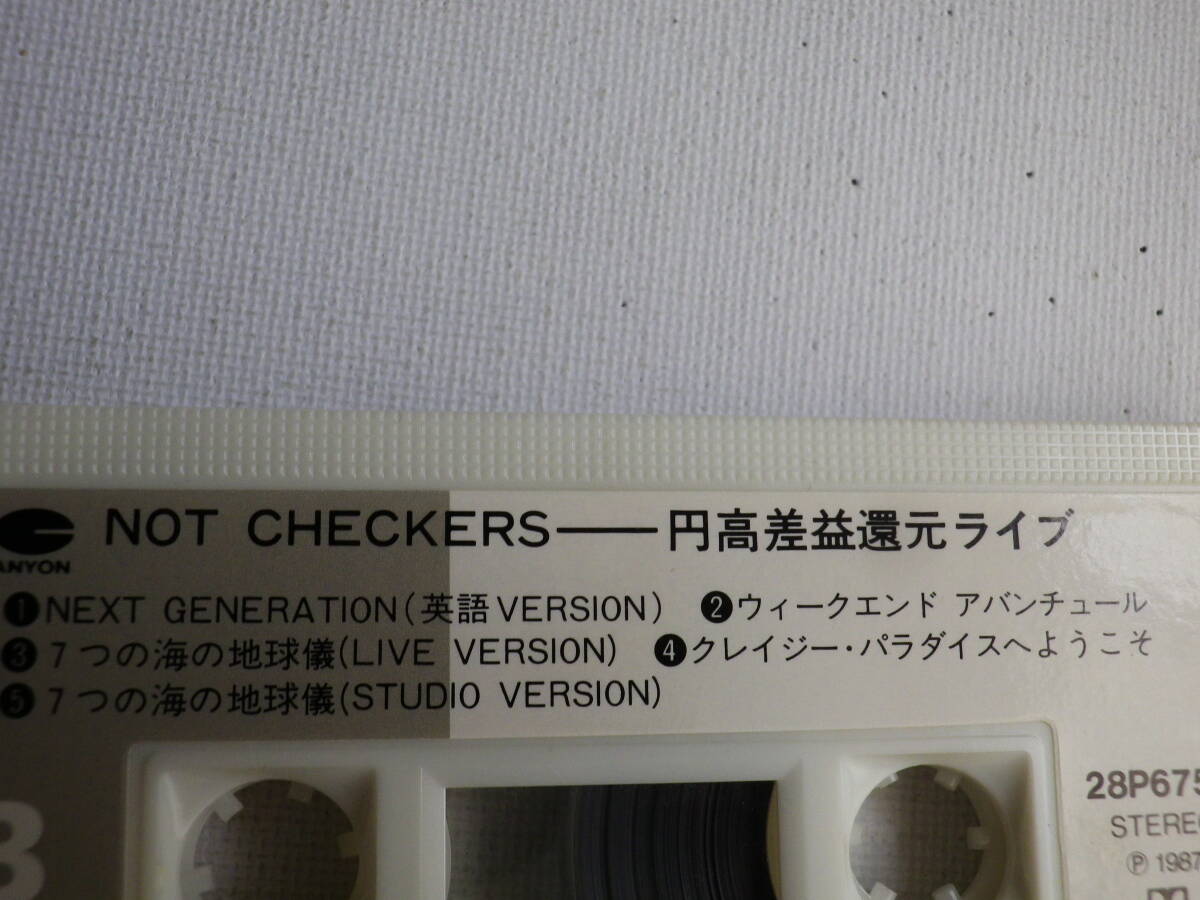 NOT CHECKERS――円高差益還元ライブ
ANYON
❶NEXT GENERATION(英語VERSION) ❷ウィークエンド アバンチュール
❸7つの海の地球儀(LIVE VERSION) ❹クレイジー・パラダイスへようこそ
❺7つの海の地球儀(STUDIO VERSION)
28P675
STEREO
Ⓟ 1987